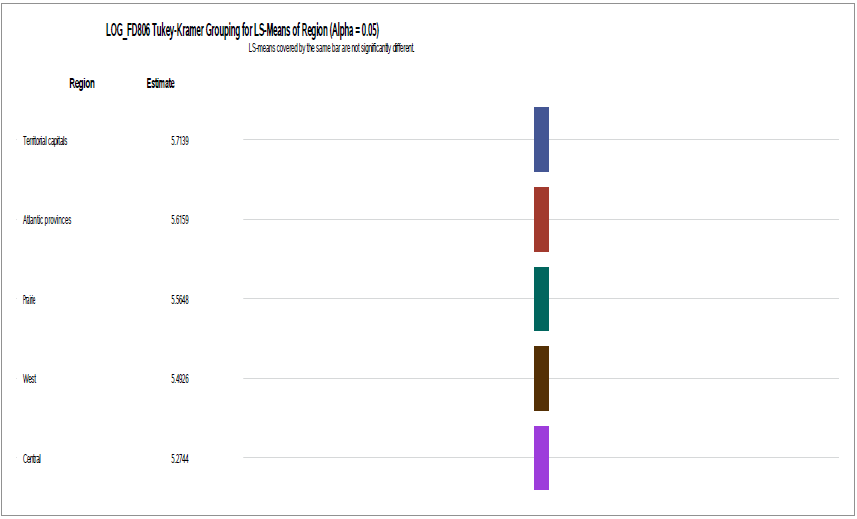 LOG_FD806 Tukey-Kramer Grouping for LS-Means of Region (Alpha = 0.05)
LS-means covered by the same bar are not significantly different.
Region Estimate
Territorial capitals 5.7139
Atlantic provinces 5.6159
Prairie 5.5648
West 5.4926
Central 5.2744